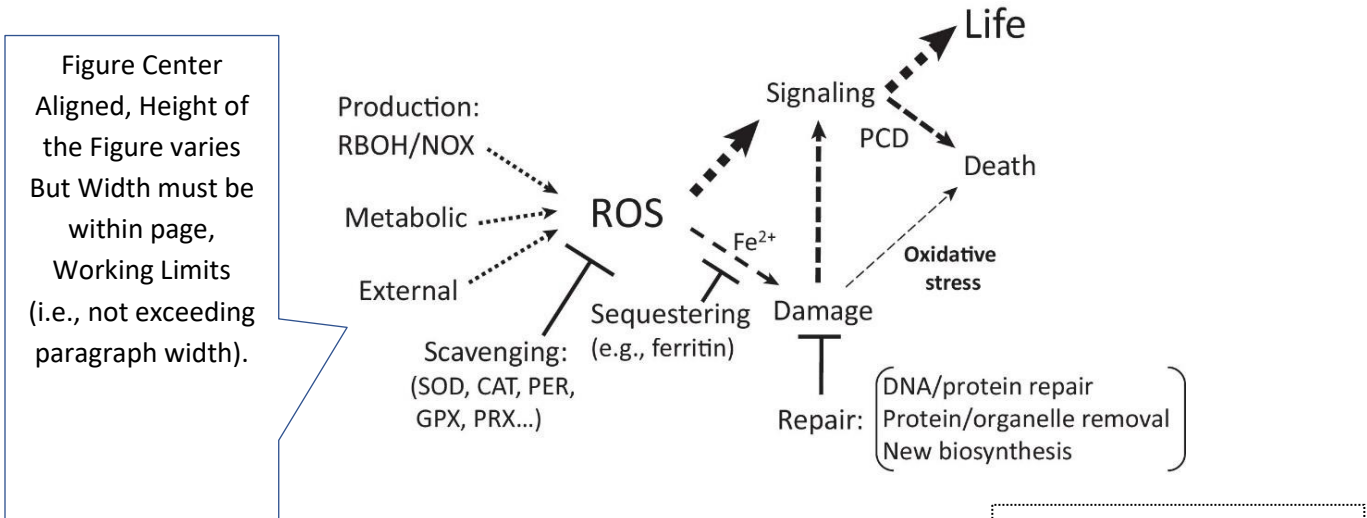 Figure Center
Aligned, Height of
the Figure varies
But Width must be
within page,
Working Limits
(i.e., not exceeding
paragraph width).
Life
Signaling
PCD
Death
Production:
RBOH/NOX
Metabolic
External
ROS
Fe²⁺
Oxidative
stress
Damage
Sequestering
(e.g., ferritin)
Scavenging:
(SOD, CAT, PER,
GPX, PRX...)
Repair:
DNA/protein repair
Protein/organelle removal
New biosynthesis